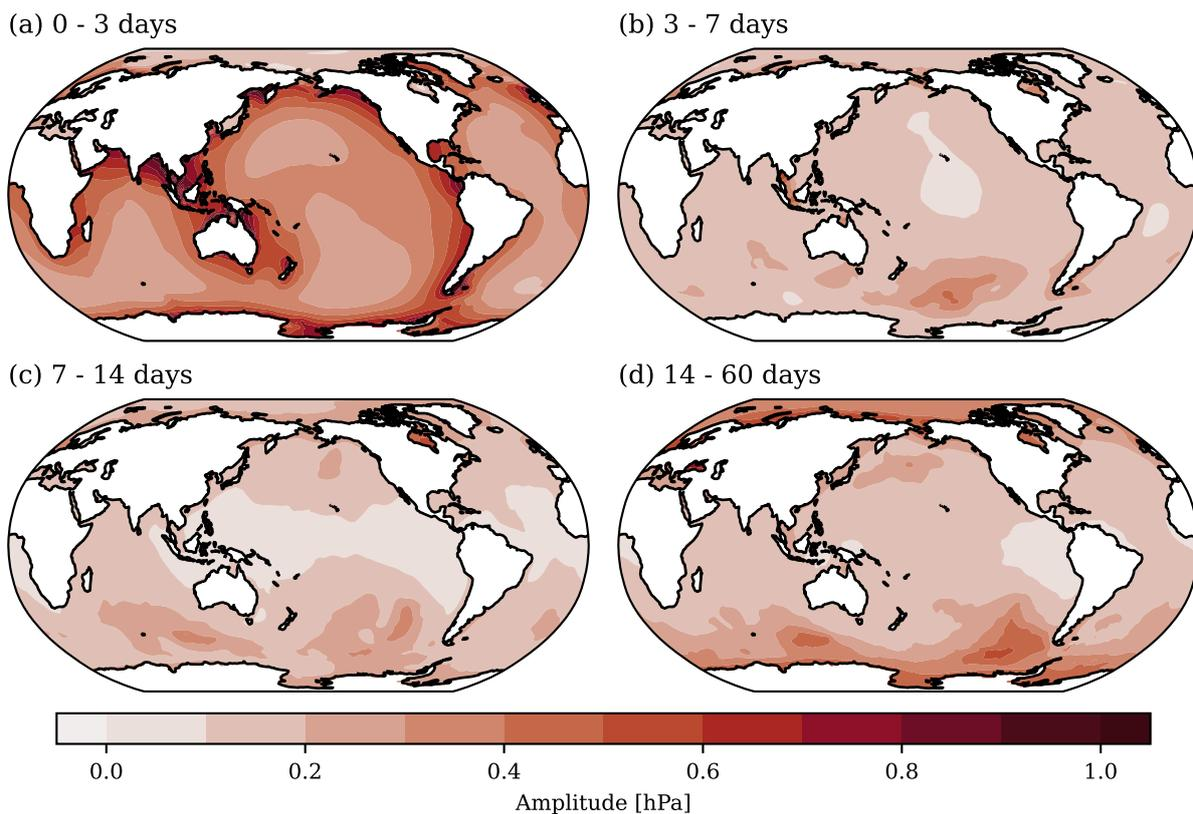 (a) 0 - 3 days
(b) 3 - 7 days
(c) 7 - 14 days
(d) 14 - 60 days
0.0 0.2 0.4 0.6 0.8 1.0
Amplitude [hPa]